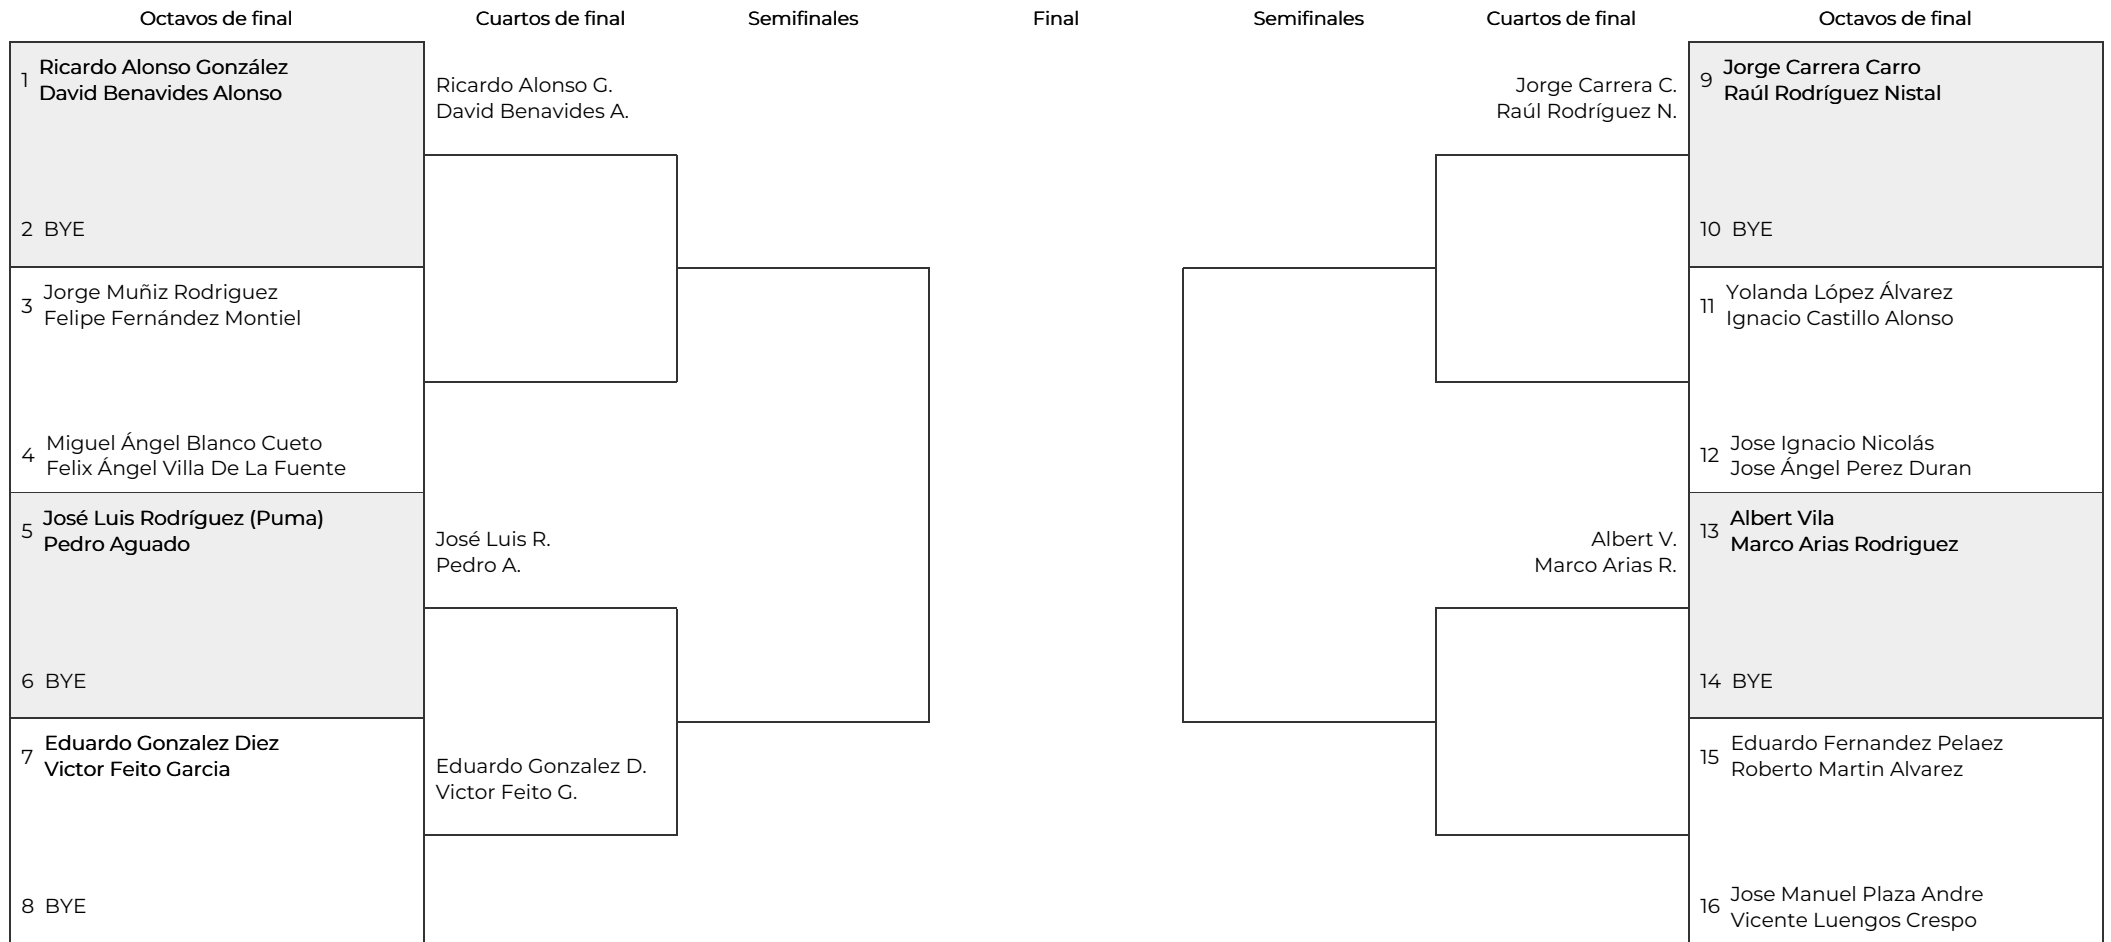 Octavos de final
Cuartos de final
Semifinales
Final
Semifinales
Cuartos de final
Octavos de final
1
Ricardo Alonso González
David Benavides Alonso
2 BYE
3
Jorge Muñiz Rodriguez
Felipe Fernández Montiel
4
Miguel Ángel Blanco Cueto
Felix Ángel Villa De La Fuente
5
José Luis Rodríguez (Puma)
Pedro Aguado
6 BYE
7
Eduardo Gonzalez Diez
Victor Feito Garcia
8 BYE
Ricardo Alonso G.
David Benavides A.
José Luis R.
Pedro A.
Eduardo Gonzalez D.
Victor Feito G.
Jorge Carrera C.
Raúl Rodríguez N.
Albert V.
Marco Arias R.
9
Jorge Carrera Carro
Raúl Rodríguez Nistal
10 BYE
11
Yolanda López Álvarez
Ignacio Castillo Alonso
12
Jose Ignacio Nicolás
Jose Ángel Perez Duran
13
Albert Vila
Marco Arias Rodriguez
14 BYE
15
Eduardo Fernandez Pelaez
Roberto Martin Alvarez
16
Jose Manuel Plaza Andre
Vicente Luengos Crespo